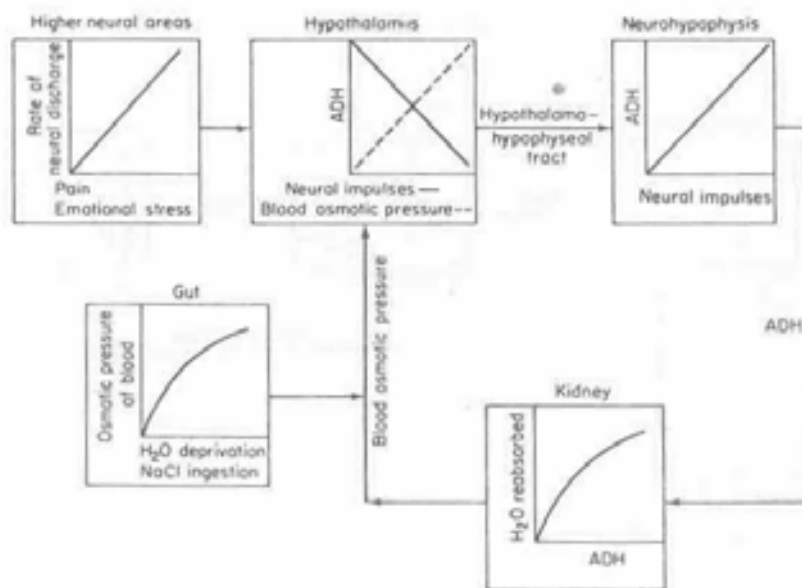 Higher neural areas
Rate of
neural discharge
Pain
Emotional stress
Hypothalamus
ADH
Neural impulses —
Blood osmotic pressure --
⊕
Hypothalamo-
hypophyseal
tract
Neurohypophysis
ADH
Neural impulses
Gut
Osmotic pressure
of blood
H₂O deprivation
NaCl ingestion
Blood osmotic pressure
ADH
Kidney
H₂O reabsorbed
ADH